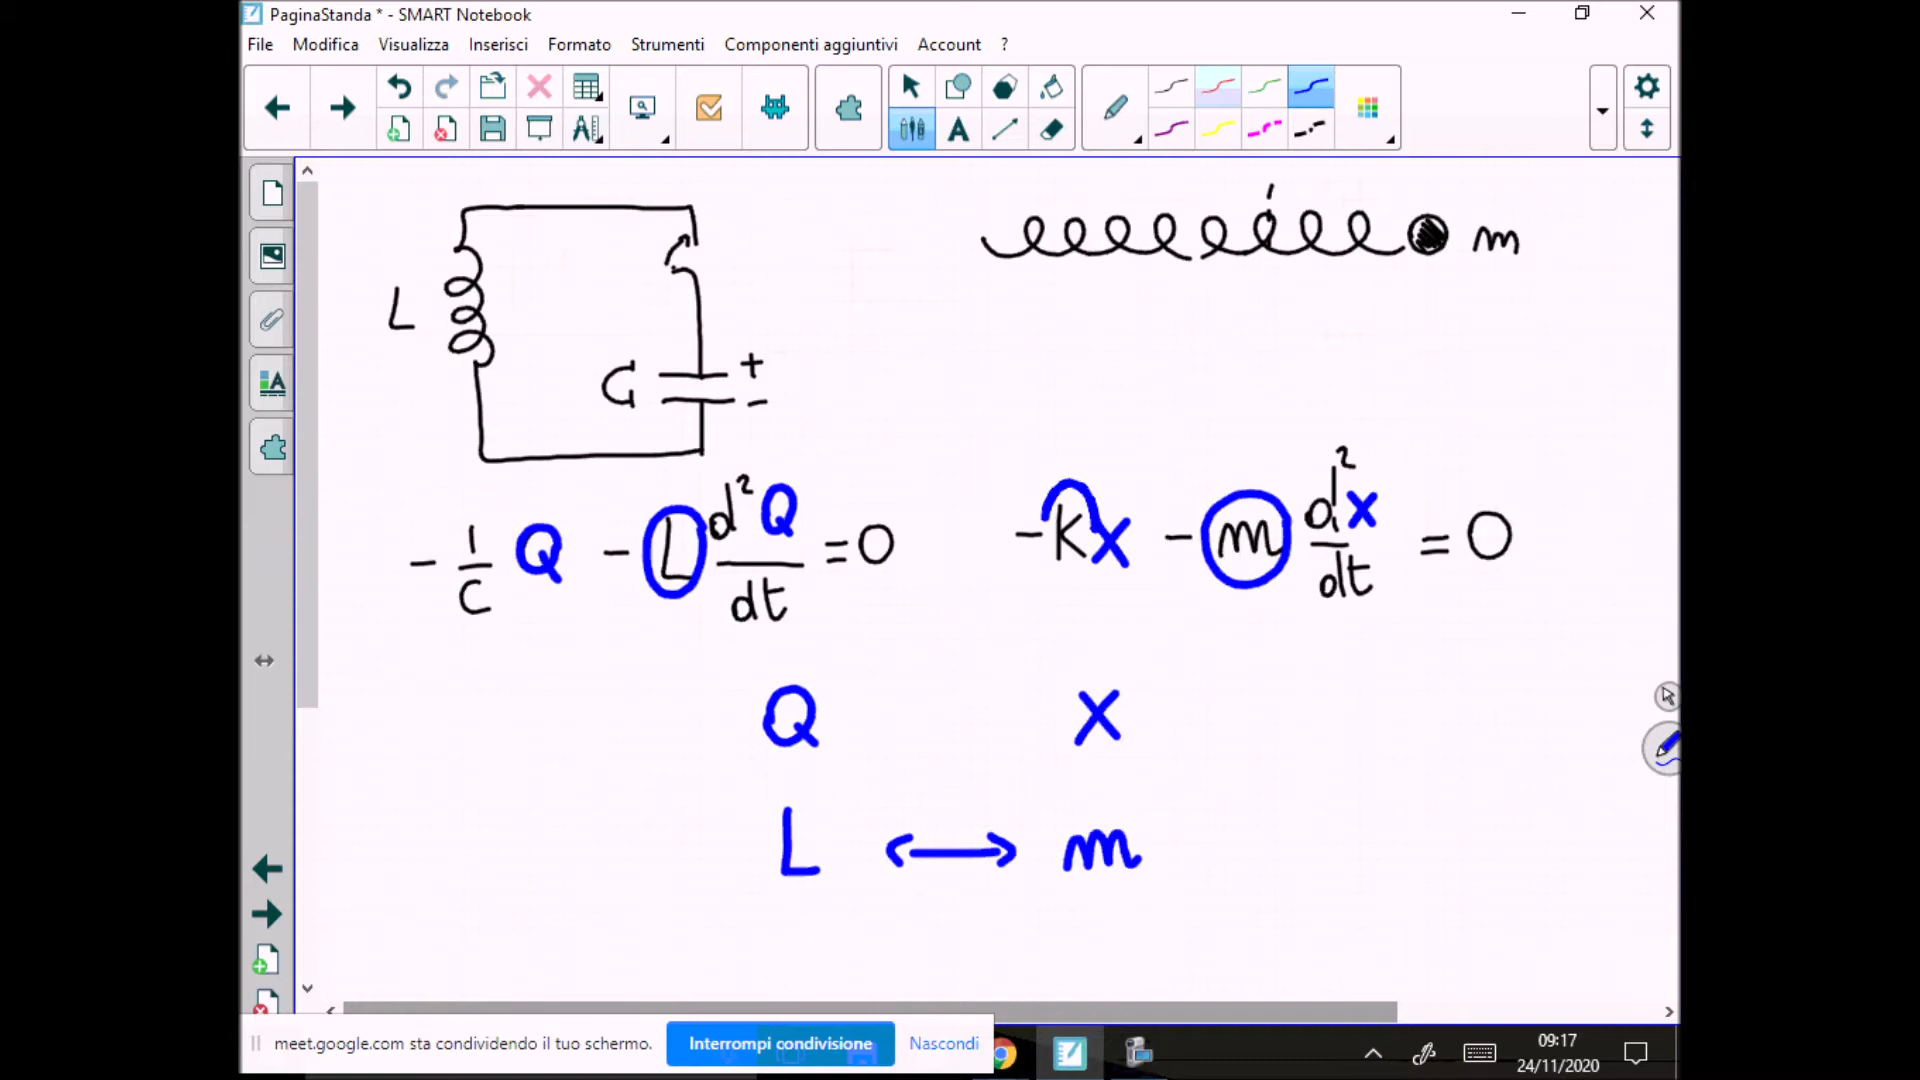 PaginaStanda * - SMART Notebook
File Modifica Visualizza Inserisci Formato Strumenti Componenti aggiuntivi Account ?
m
L
C + -
- 1/C Q - L d²Q/dt = 0
-Kx - m d²x/dt = 0
Q x
L ↔ m
meet.google.com sta condividendo il tuo schermo. Interrompi condivisione Nascondi
09:17
24/11/2020